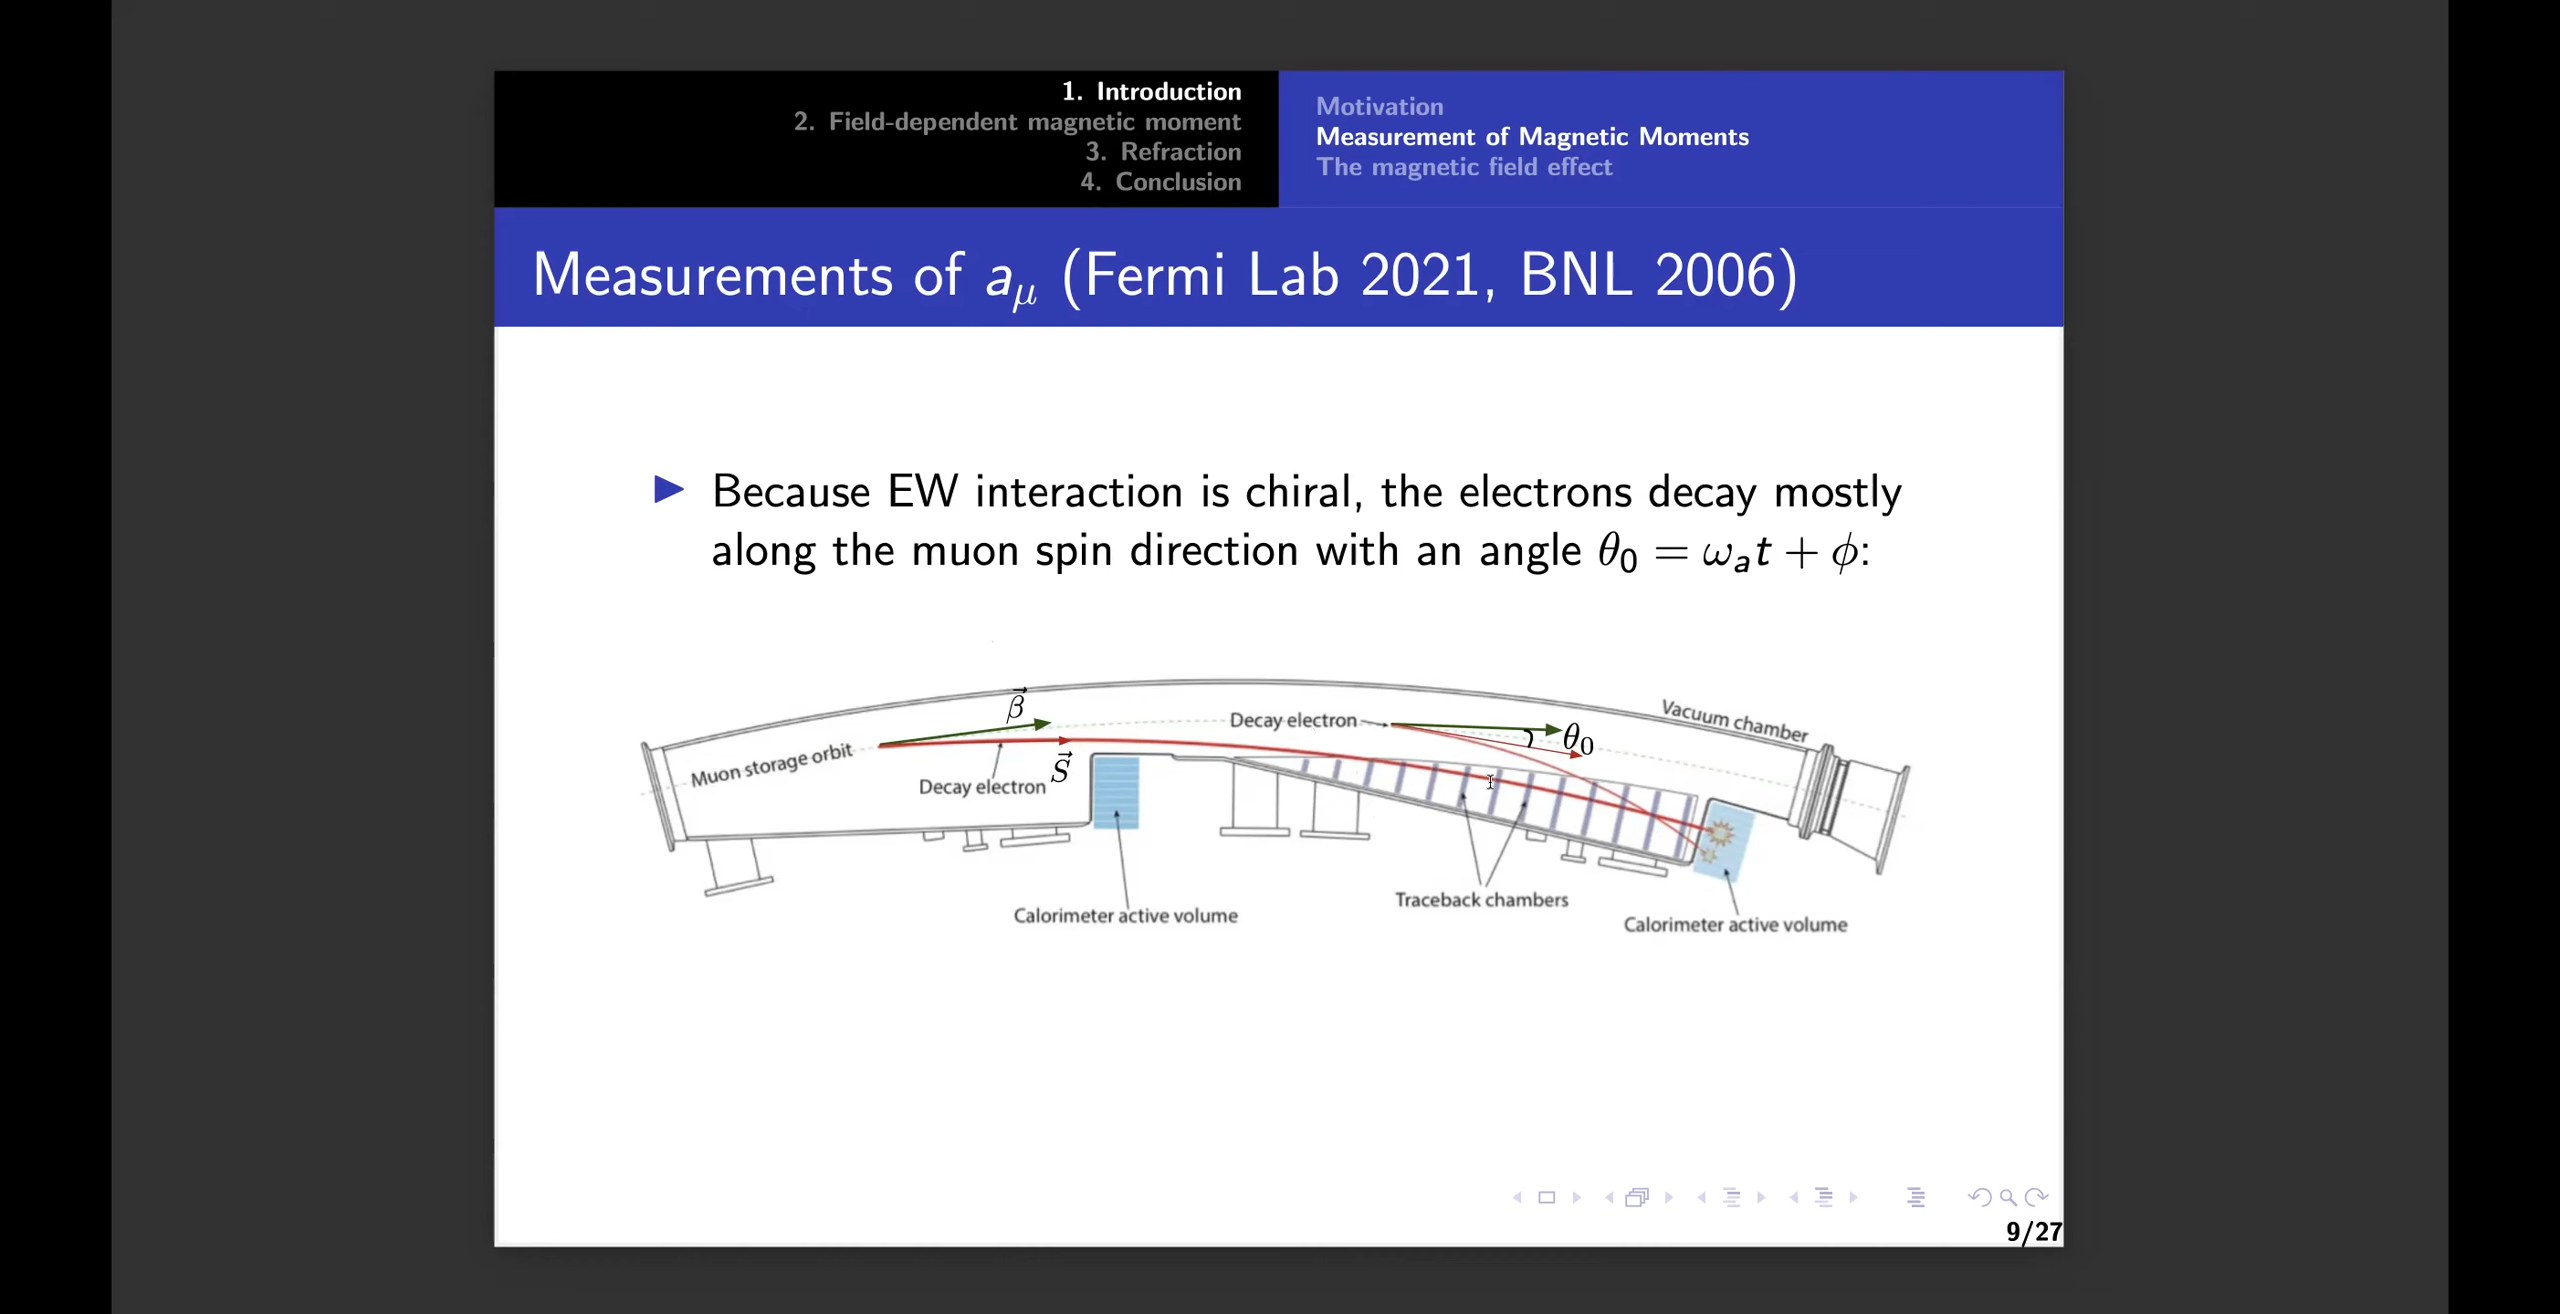 1. Introduction
2. Field-dependent magnetic moment
3. Refraction
4. Conclusion
Motivation
Measurement of Magnetic Moments
The magnetic field effect
Measurements of aμ (Fermi Lab 2021, BNL 2006)
Because EW interaction is chiral, the electrons decay mostly
along the muon spin direction with an angle θ₀ = ωₐt + ϕ:
β⃗
Decay electron
θ₀
Vacuum chamber
Muon storage orbit
Decay electron
S⃗
Calorimeter active volume
Traceback chambers
Calorimeter active volume
9/27